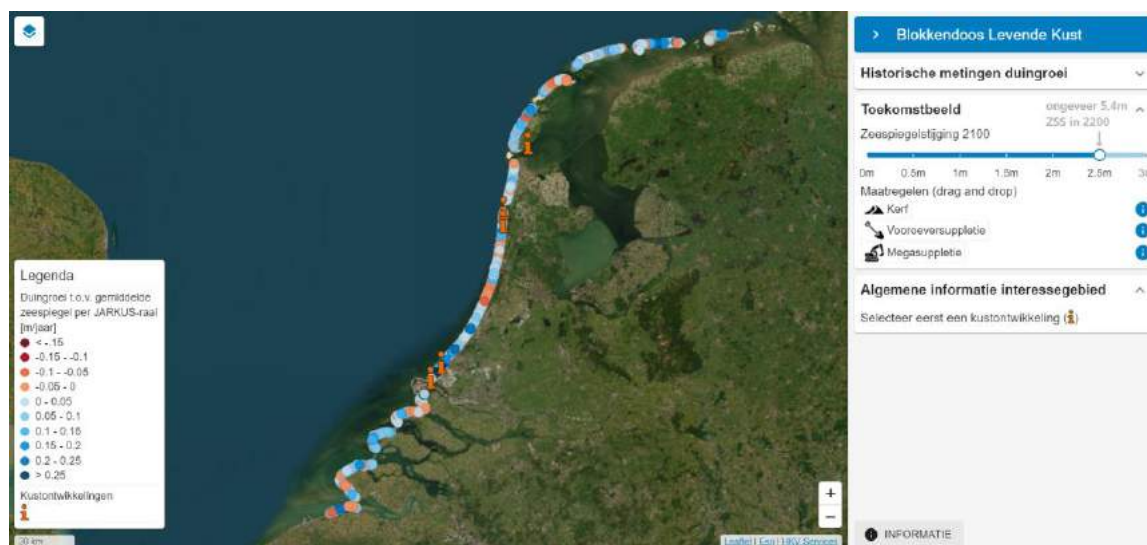 Blokkendoos Levende Kust
Historische metingen duingroei
Toekomstbeeld
ongeveer 5.4m
ZSS in 2200
Zeespiegelstijging 2100
0m 0.5m 1m 1.5m 2m 2.5m
Maatregelen (drag and drop)
Kerf
Vooroeversuppletie
Megasuppletie
Algemene informatie interessegebied
Selecteer eerst een kustontwikkeling (i)
INFORMATIE
Legenda
Duingroei t.o.v. gemiddelde
zeespiegel per JARKUS-raai
[m/jaar]
< -.15
-0.15 - -0.1
-0.1 - -0.05
-0.05 - 0
0 - 0.05
0.05 - 0.1
0.1 - 0.15
0.15 - 0.2
0.2 - 0.25
> 0.25
Kustontwikkelingen
i
30 km
+
−
Leaflet | Esri | HKV Services